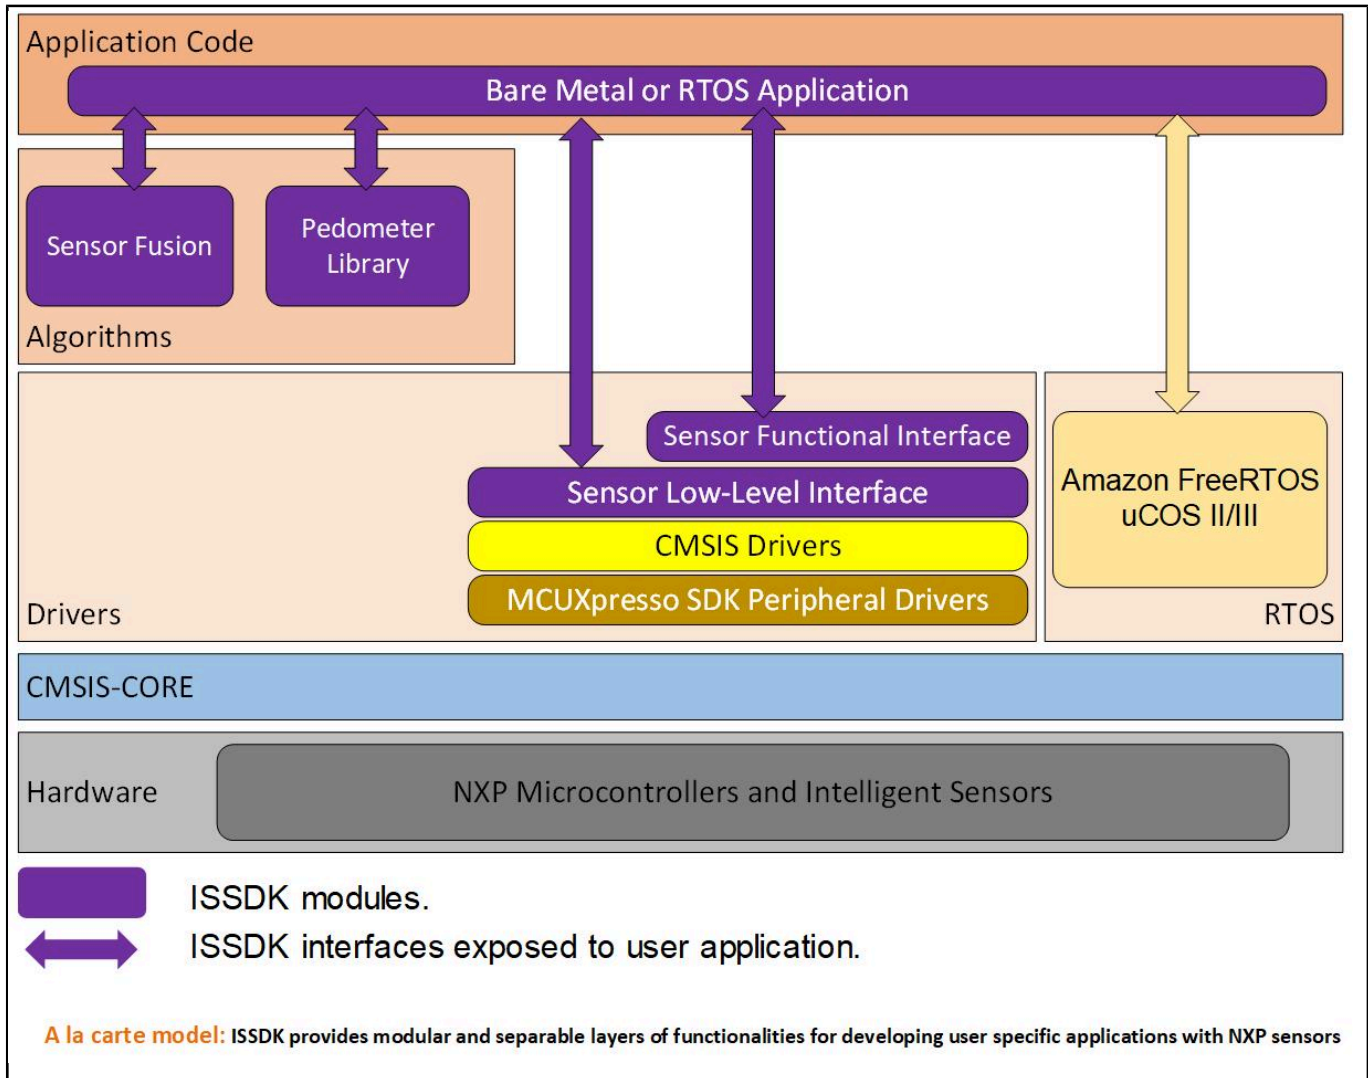 Application Code
Bare Metal or RTOS Application
Sensor Fusion
Pedometer
Library
Algorithms
Sensor Functional Interface
Sensor Low-Level Interface
CMSIS Drivers
MCUXpresso SDK Peripheral Drivers
Drivers
Amazon FreeRTOS
uCOS II/III
RTOS
CMSIS-CORE
Hardware
NXP Microcontrollers and Intelligent Sensors
ISSDK modules.
ISSDK interfaces exposed to user application.
A la carte model: ISSDK provides modular and separable layers of functionalities for developing user specific applications with NXP sensors